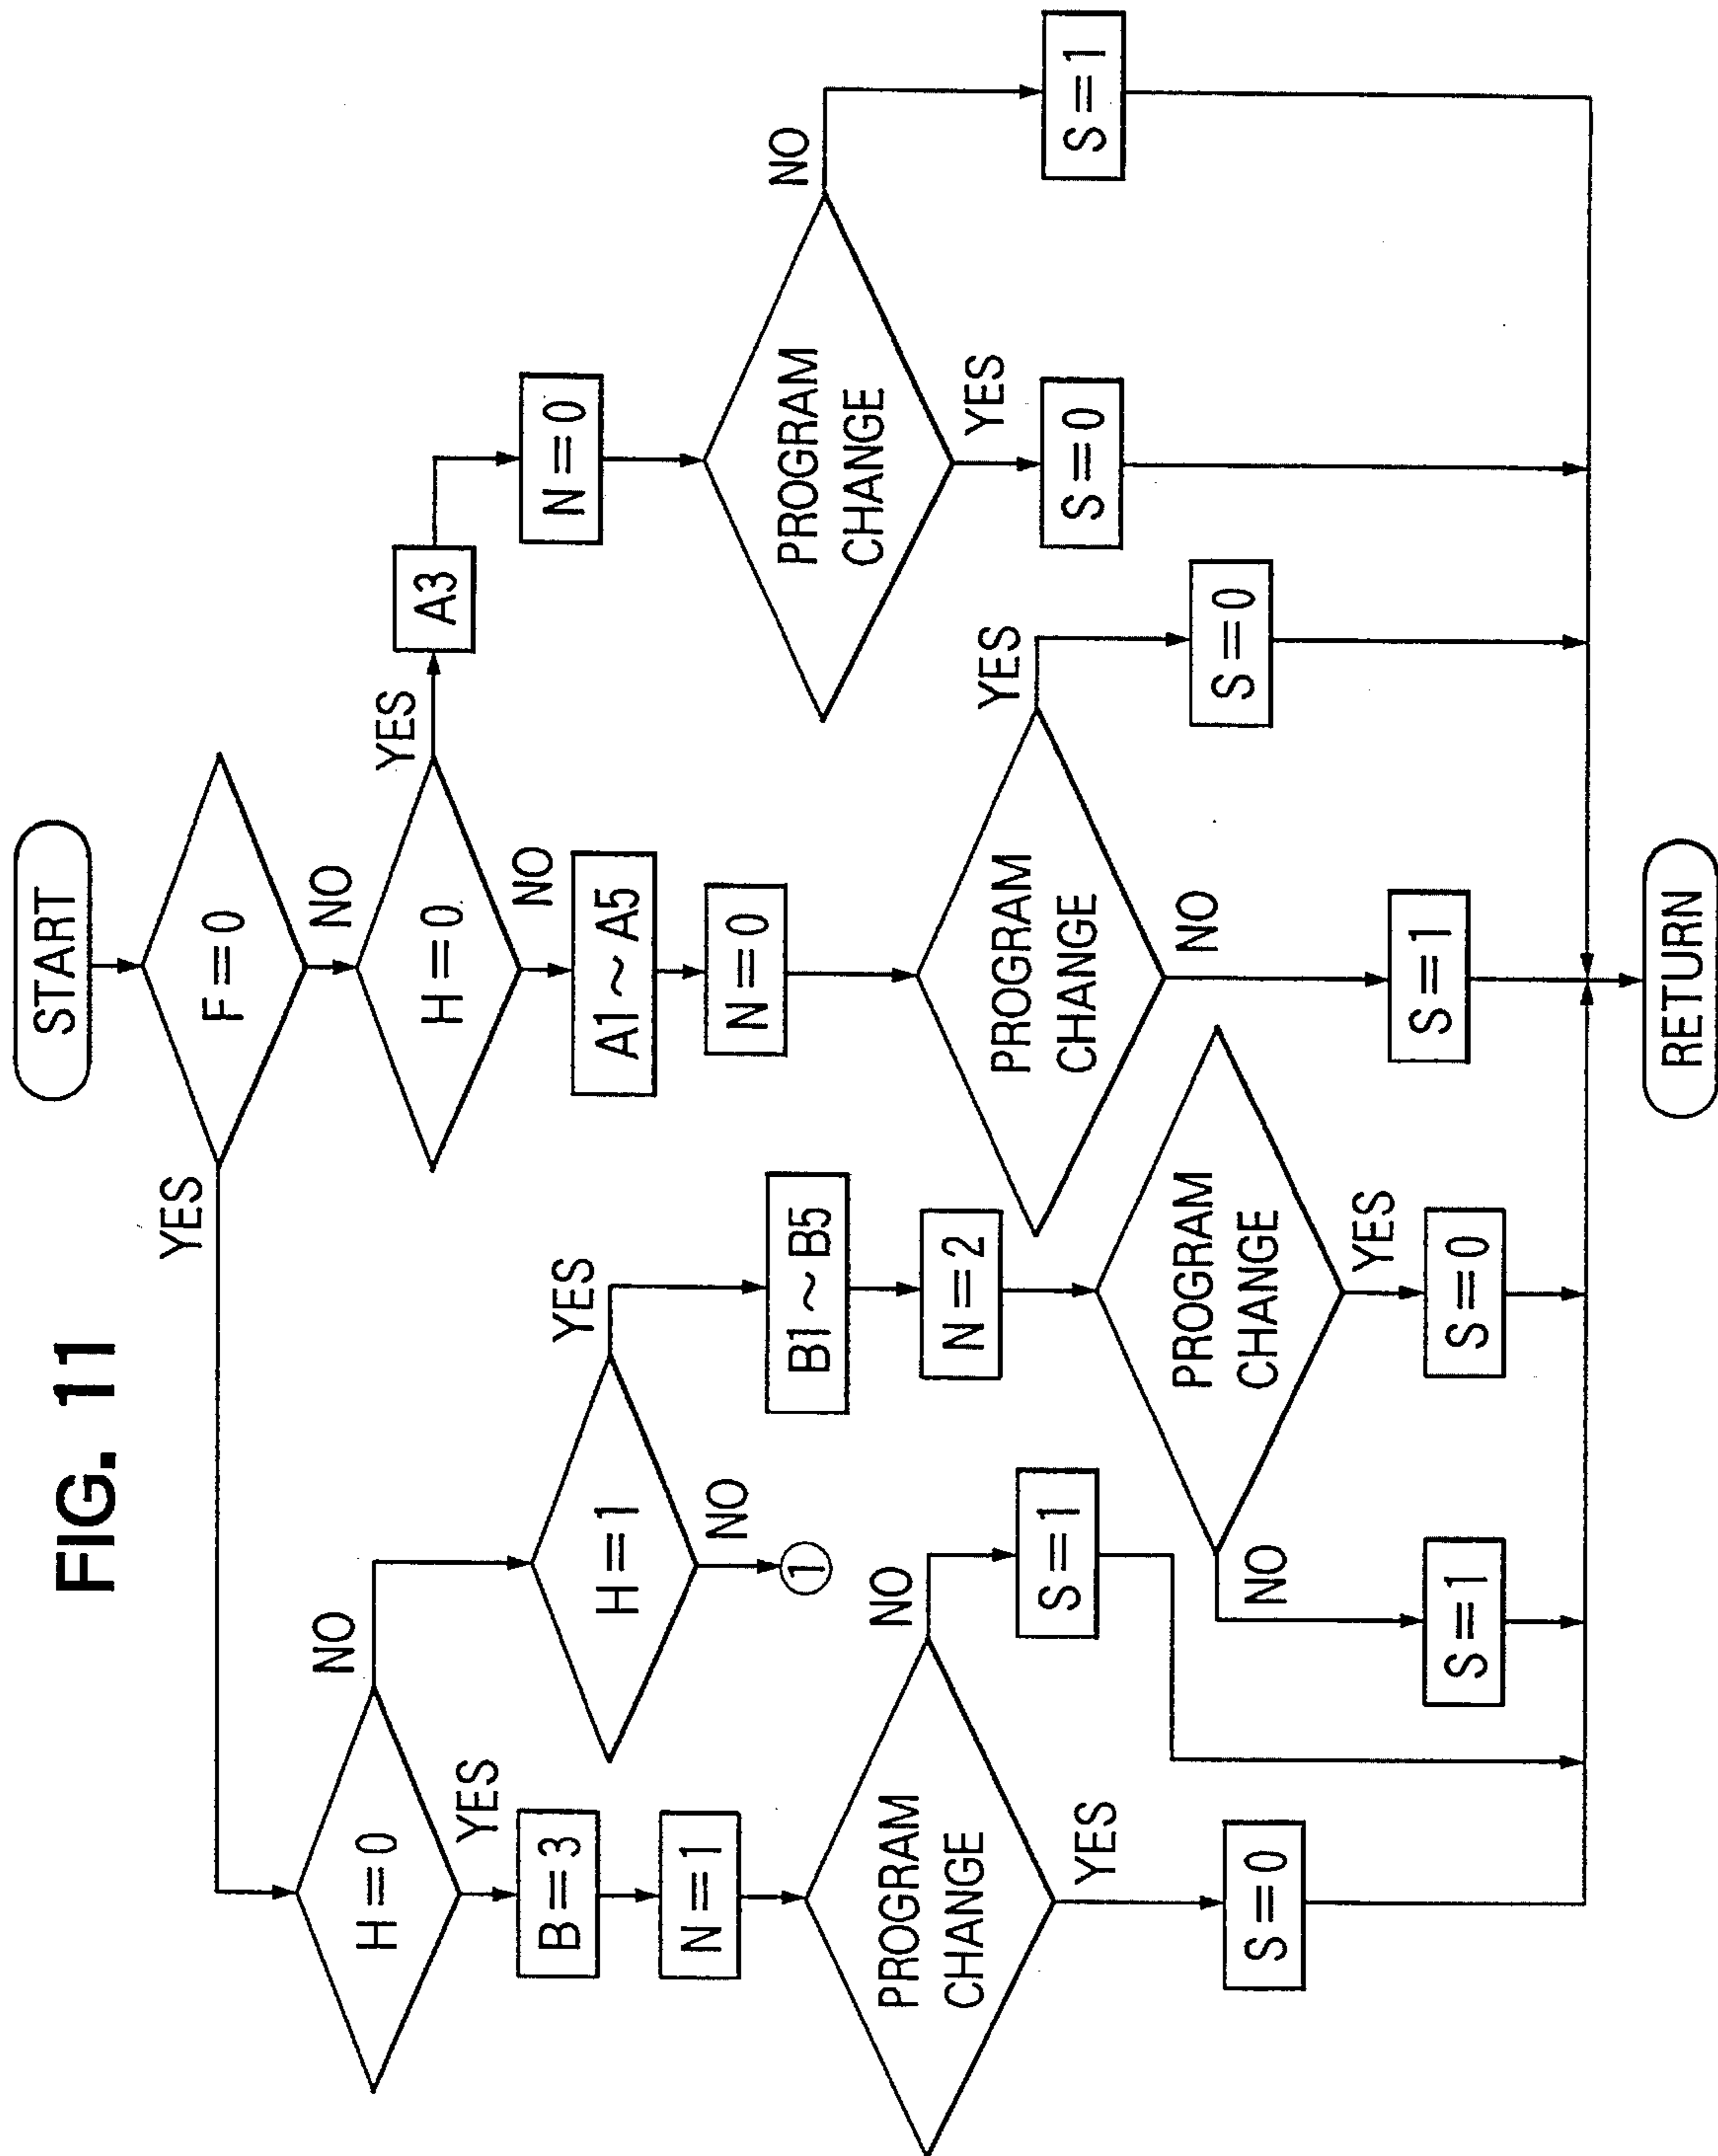 FIG. 11
START
F=0
YES
NO
H=0
NO
YES
H=0
YES
NO
A3
H=1
YES
NO
1
B=3
N=1
B1~B5
N=2
A1~A5
N=0
N=0
PROGRAM
CHANGE
NO
YES
PROGRAM
CHANGE
NO
YES
PROGRAM
CHANGE
YES
NO
PROGRAM
CHANGE
NO
YES
S=0
S=1
S=1
S=0
S=1
S=0
S=0
S=1
RETURN